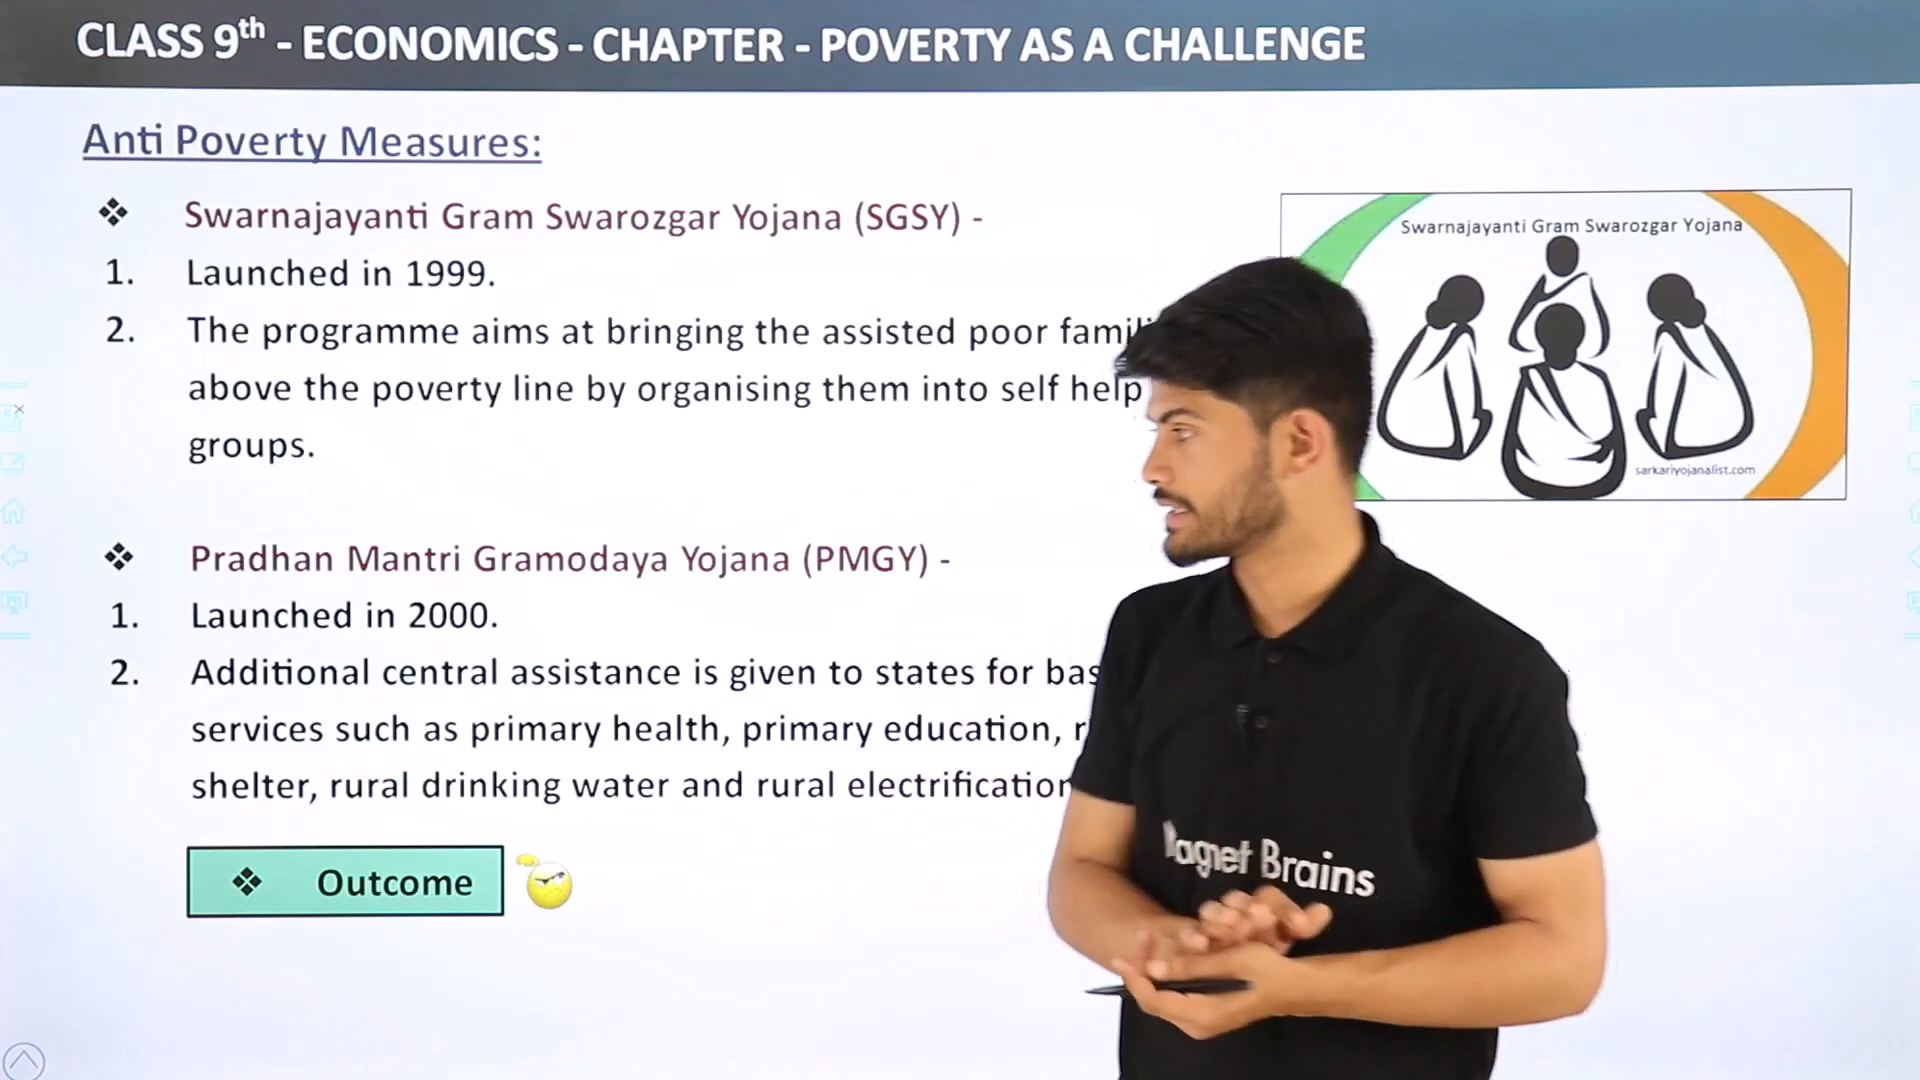 CLASS 9th - ECONOMICS - CHAPTER - POVERTY AS A CHALLENGE
Anti Poverty Measures:
❖ Swarnajayanti Gram Swarozgar Yojana (SGSY) -
1. Launched in 1999.
2. The programme aims at bringing the assisted poor
above the poverty line by organising them into self help
groups.
Swarnajayanti Gram Swarozgar Yojana
sarkariyojanalist.com
❖ Pradhan Mantri Gramodaya Yojana (PMGY) -
1. Launched in 2000.
2. Additional central assistance is given to states for
services such as primary health, primary education,
shelter, rural drinking water and rural electrification
❖ Outcome
Brains